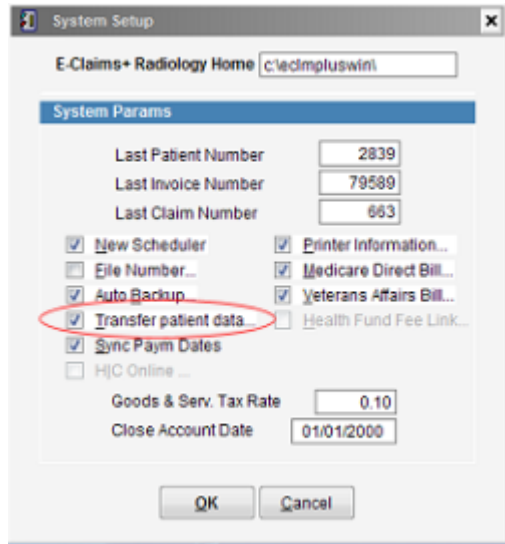 System Setup
E-Claims+ Radiology Home c:\eclmpluswin\
System Params
Last Patient Number 2839
Last Invoice Number 79589
Last Claim Number 663
New Scheduler Printer Information...
File Number... Medicare Direct Bill...
Auto Backup... Veterans Affairs Bill...
Transfer patient data... Health Fund Fee Link...
Sync Paym Dates
HIC Online ...
Goods & Serv. Tax Rate 0.10
Close Account Date 01/01/2000
OK Cancel